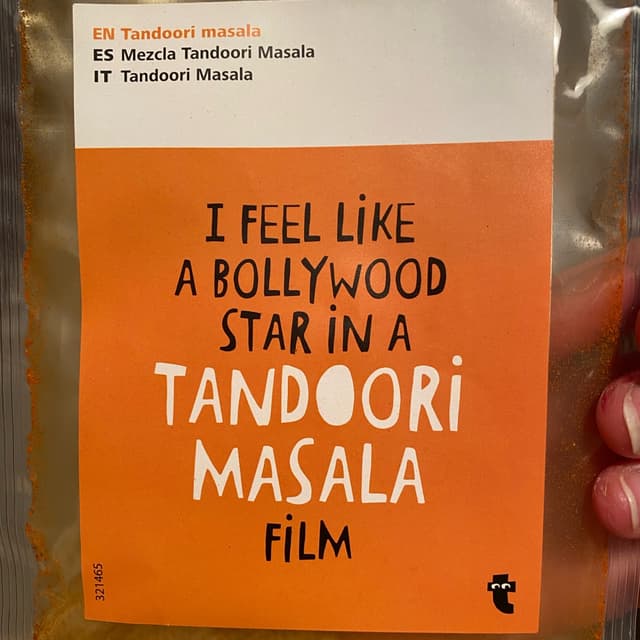 EN Tandoori masala
ES Mezcla Tandoori Masala
IT Tandoori Masala
I FEEL LiKE
A BOLLYWOOD
STAR iN A
TANDOORi
MASALA
FiLM
321465
t